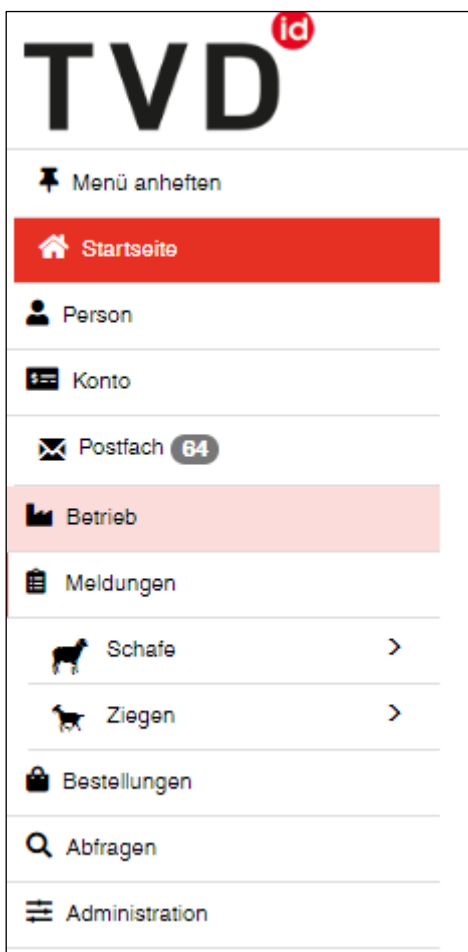 TVD id
Menü anheften
Startseite
Person
Konto
Postfach 64
Betrieb
Meldungen
Schafe
Ziegen
Bestellungen
Abfragen
Administration